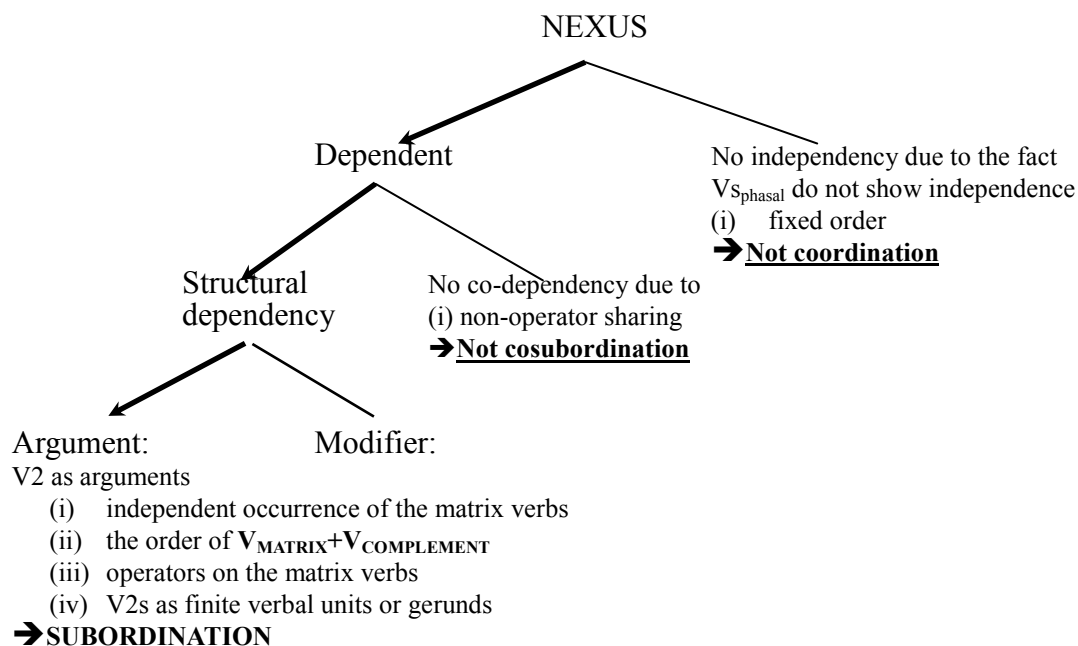 NEXUS
Dependent
No independency due to the fact
Vs_phasal do not show independence
(i) fixed order
➔Not coordination
Structural
dependency
No co-dependency due to
(i) non-operator sharing
➔Not cosubordination
Argument:
Modifier:
V2 as arguments
(i) independent occurrence of the matrix verbs
(ii) the order of V_MATRIX+V_COMPLEMENT
(iii) operators on the matrix verbs
(iv) V2s as finite verbal units or gerunds
➔SUBORDINATION